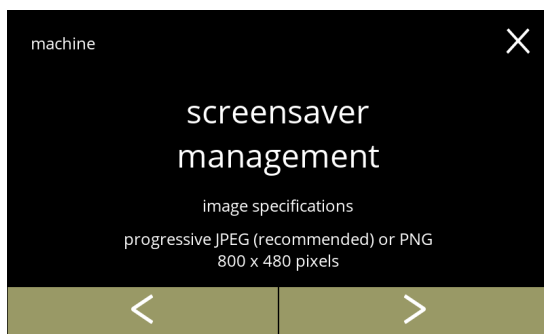 machine
screensaver
management
image specifications
progressive JPEG (recommended) or PNG
800 x 480 pixels